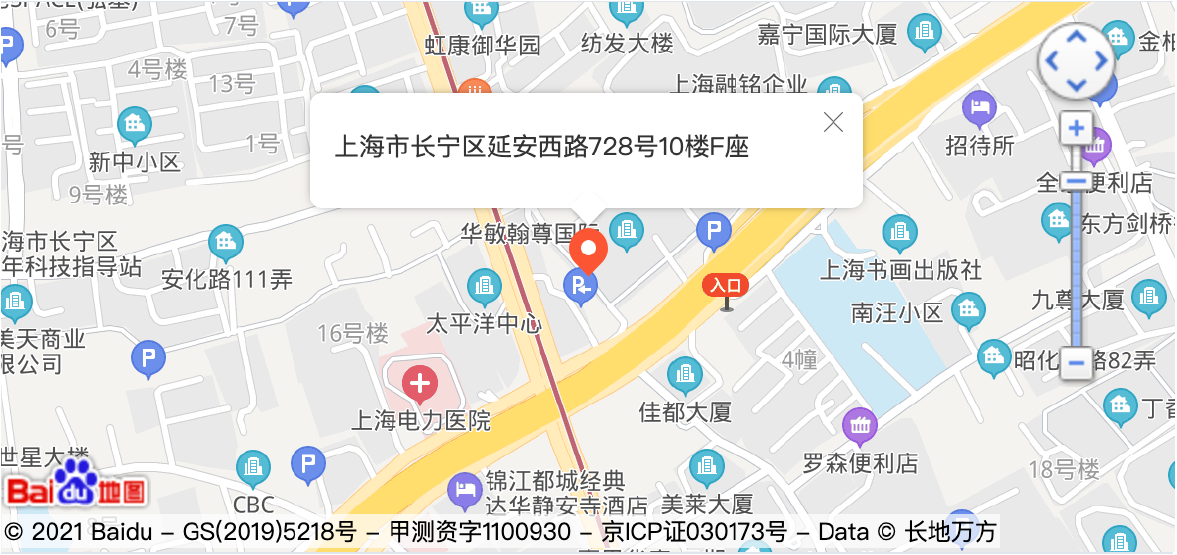 6号
7号
虹康御华园
纺发大楼
嘉宁国际大厦
4号楼
13号
上海融铭企业
1号
新中小区
9号楼
上海市长宁区延安西路728号10楼F座
招待所
便利店
东方剑桥
海市长宁区
年科技指导站
安化路111弄
华敏翰尊国际
P
入口
上海书画出版社
南汪小区
九尊大厦
太平洋中心
16号楼
美天商业
限公司
P
4幢
昭化
路82弄
上海电力医院
佳都大厦
罗森便利店
18号楼
世星大楼
P
CBC
锦江都城经典
达华静安寺酒店
美莱大厦
Bai du 地图
© 2021 Baidu - GS(2019)5218号 - 甲测资字1100930 - 京ICP证030173号 - Data © 长地万方